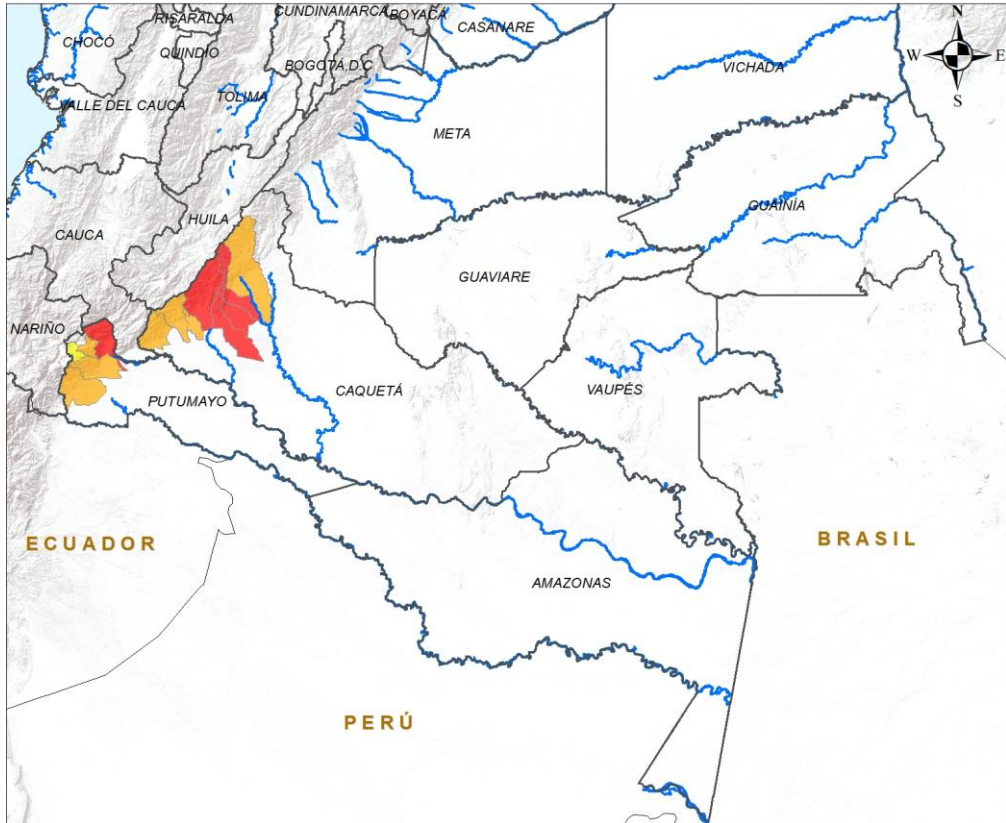 CUNDINAMARCA
BOYACÁ
RISARALDA
CASANARE
N
CHOCÓ
QUINDÍO
BOGOTÁ D.C
W
E
VICHADA
VALLE DEL CAUCA
TOLIMA
S
META
GUAINÍA
HUILA
CAUCA
GUAVIARE
NARIÑO
CAQUETÁ
VAUPÉS
PUTUMAYO
ECUADOR
BRASIL
AMAZONAS
PERÚ